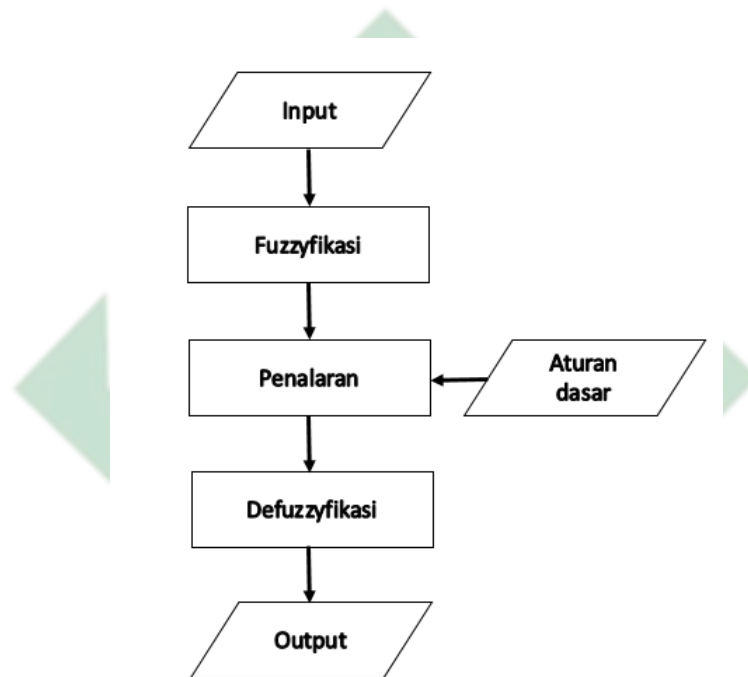 Input
Fuzzyfikasi
Penalaran
Aturan
dasar
Defuzzyfikasi
Output